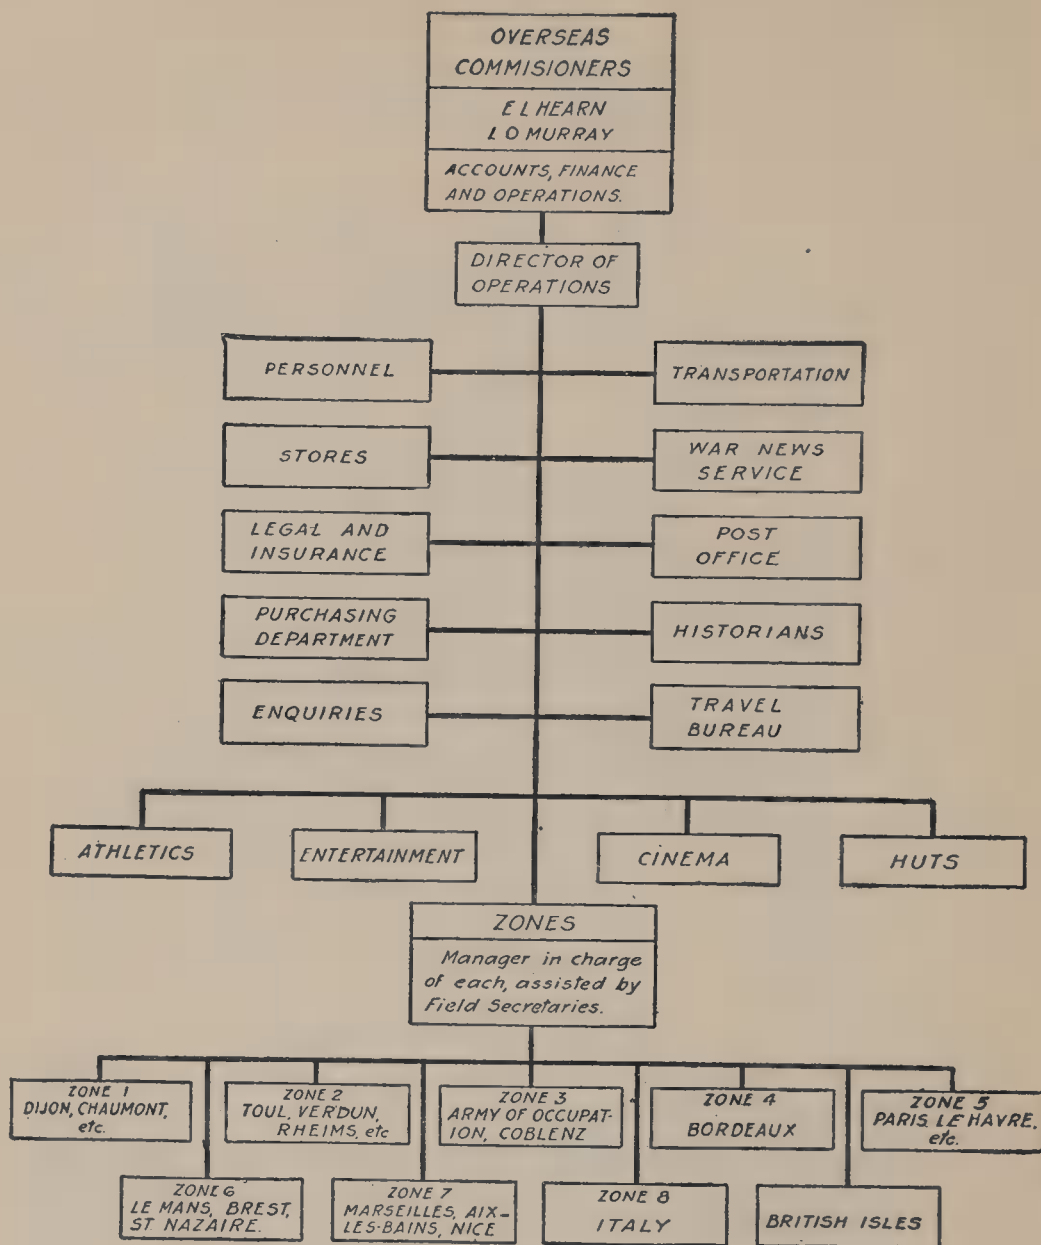 OVERSEAS
COMMISIONERS
E L HEARN
L O MURRAY
ACCOUNTS, FINANCE
AND OPERATIONS.
DIRECTOR OF
OPERATIONS
PERSONNEL
TRANSPORTATION
STORES
WAR NEWS
SERVICE
LEGAL AND
INSURANCE
POST
OFFICE
PURCHASING
DEPARTMENT
HISTORIANS
ENQUIRIES
TRAVEL
BUREAU
ATHLETICS
ENTERTAINMENT
CINEMA
HUTS
ZONES
Manager in charge
of each, assisted by
Field Secretaries.
ZONE 1
DIJON, CHAUMONT,
etc.
ZONE 2
TOUL, VERDUN,
RHEIMS, etc
ZONE 3
ARMY OF OCCUPAT-
ION, COBLENZ
ZONE 4
BORDEAUX
ZONE 5
PARIS, LE HAVRE,
etc.
ZONE 6
LE MANS, BREST,
ST. NAZAIRE.
ZONE 7
MARSEILLES, AIX-
LES-BAINS, NICE
ZONE 8
ITALY
BRITISH ISLES